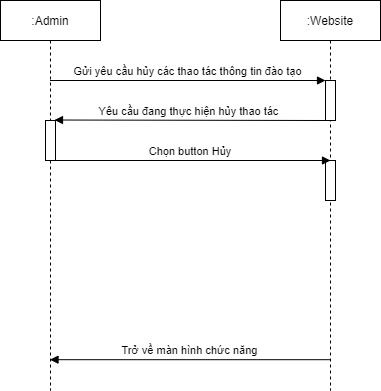 :Admin
:Website
Gửi yêu cầu hủy các thao tác thông tin đào tạo
Yêu cầu đang thực hiện hủy thao tác
Chọn button Hủy
Trở về màn hình chức năng